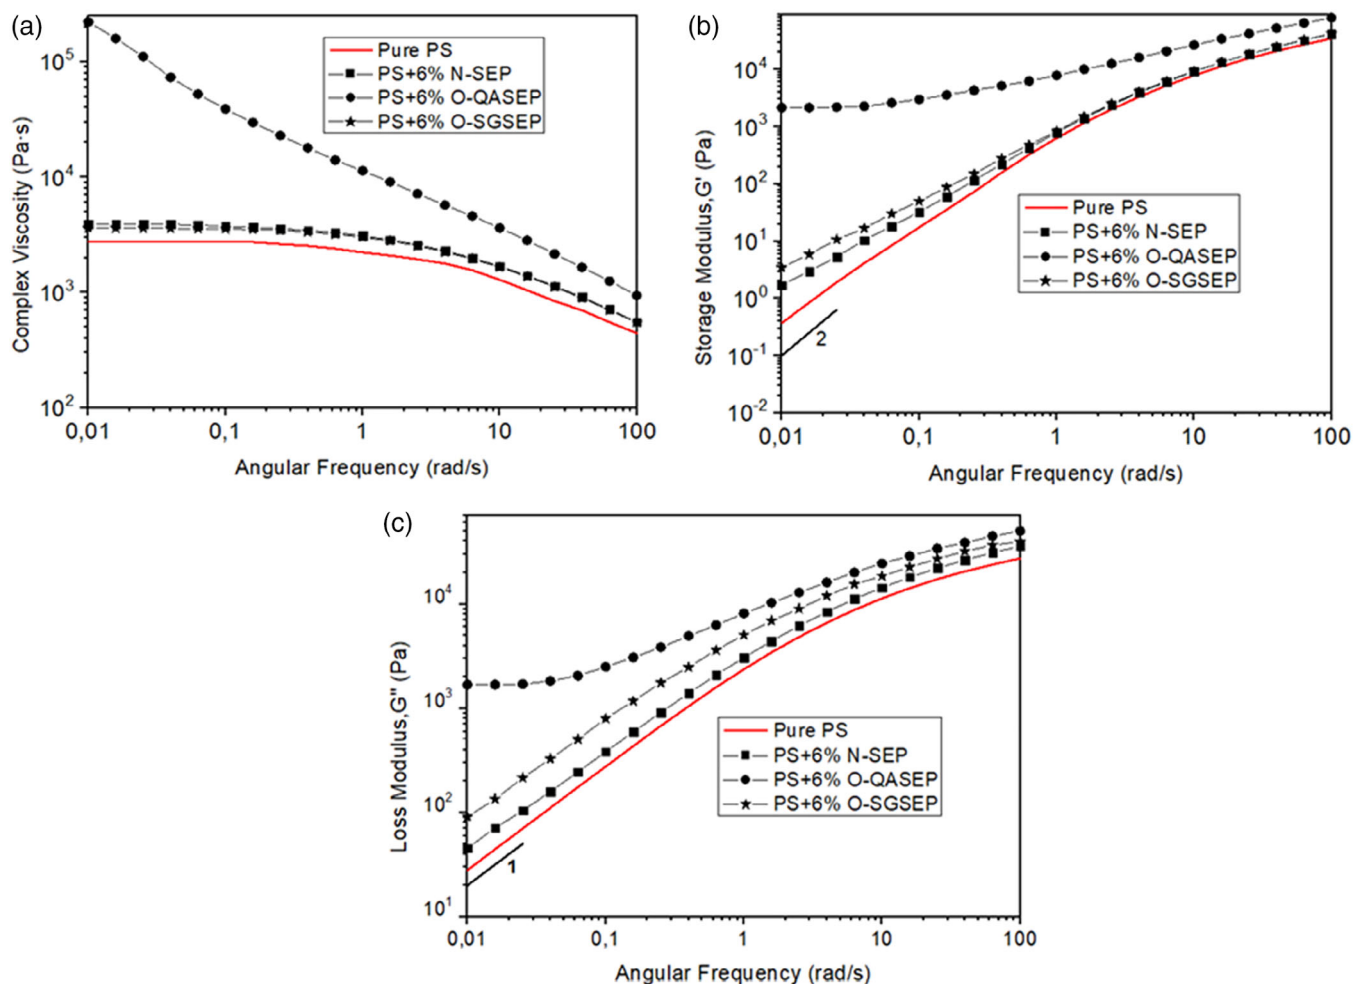 (a)
Complex Viscosity (Pa·s)
10^5
10^4
10^3
10^2
Pure PS
PS+6% N-SEP
PS+6% O-QASEP
PS+6% O-SGSEP
0,01 0,1 1 10 100
Angular Frequency (rad/s)
(b)
Storage Modulus,G' (Pa)
10^4
10^3
10^2
10^1
10^0
10^-1
10^-2
Pure PS
PS+6% N-SEP
PS+6% O-QASEP
PS+6% O-SGSEP
2
0,01 0,1 1 10 100
Angular Frequency (rad/s)
(c)
Loss Modulus,G" (Pa)
10^4
10^3
10^2
10^1
Pure PS
PS+6% N-SEP
PS+6% O-QASEP
PS+6% O-SGSEP
1
0,01 0,1 1 10 100
Angular Frequency (rad/s)